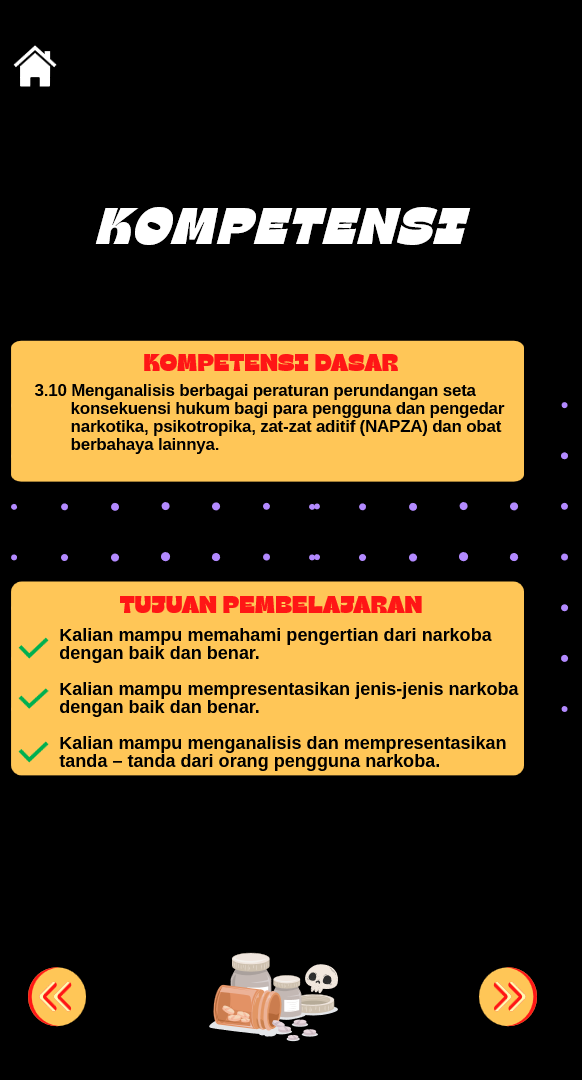 KOMPETENSI
KOMPETENSI DASAR
3.10 Menganalisis berbagai peraturan perundangan seta
konsekuensi hukum bagi para pengguna dan pengedar
narkotika, psikotropika, zat-zat aditif (NAPZA) dan obat
berbahaya lainnya.
TUJUAN PEMBELAJARAN
Kalian mampu memahami pengertian dari narkoba
dengan baik dan benar.
Kalian mampu mempresentasikan jenis-jenis narkoba
dengan baik dan benar.
Kalian mampu menganalisis dan mempresentasikan
tanda – tanda dari orang pengguna narkoba.